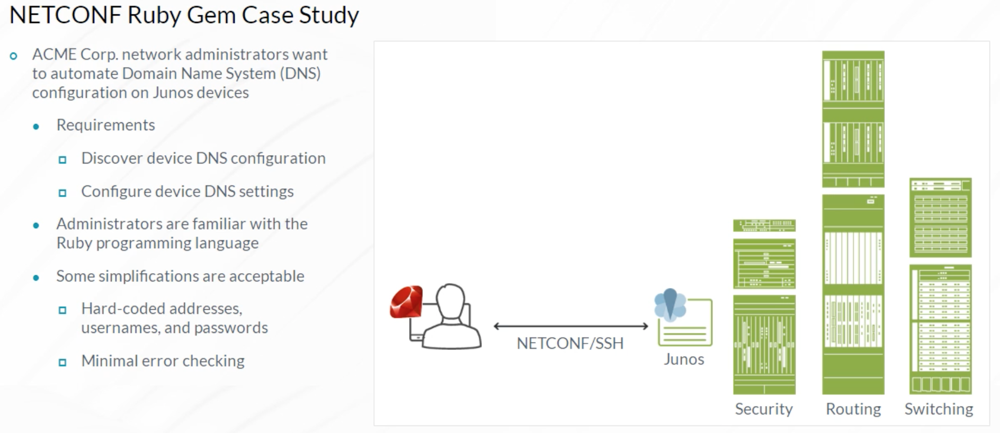 NETCONF Ruby Gem Case Study
ACME Corp. network administrators want
to automate Domain Name System (DNS)
configuration on Junos devices
Requirements
Discover device DNS configuration
Configure device DNS settings
Administrators are familiar with the
Ruby programming language
Some simplifications are acceptable
Hard-coded addresses,
usernames, and passwords
Minimal error checking
NETCONF/SSH
Junos
Security
Routing
Switching